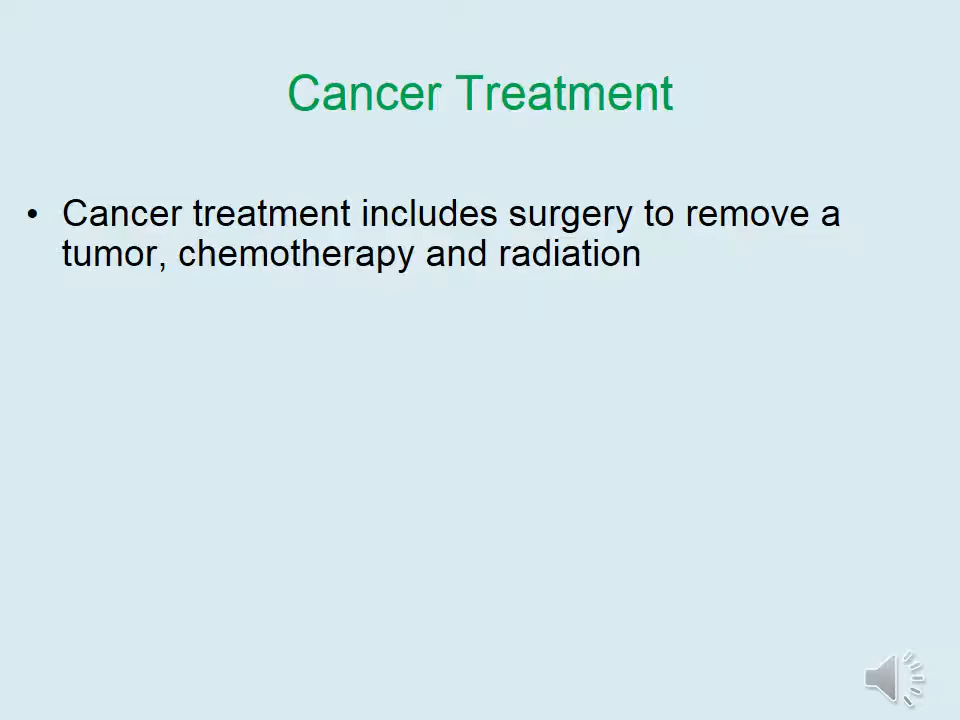 Cancer Treatment
• Cancer treatment includes surgery to remove a
tumor, chemotherapy and radiation